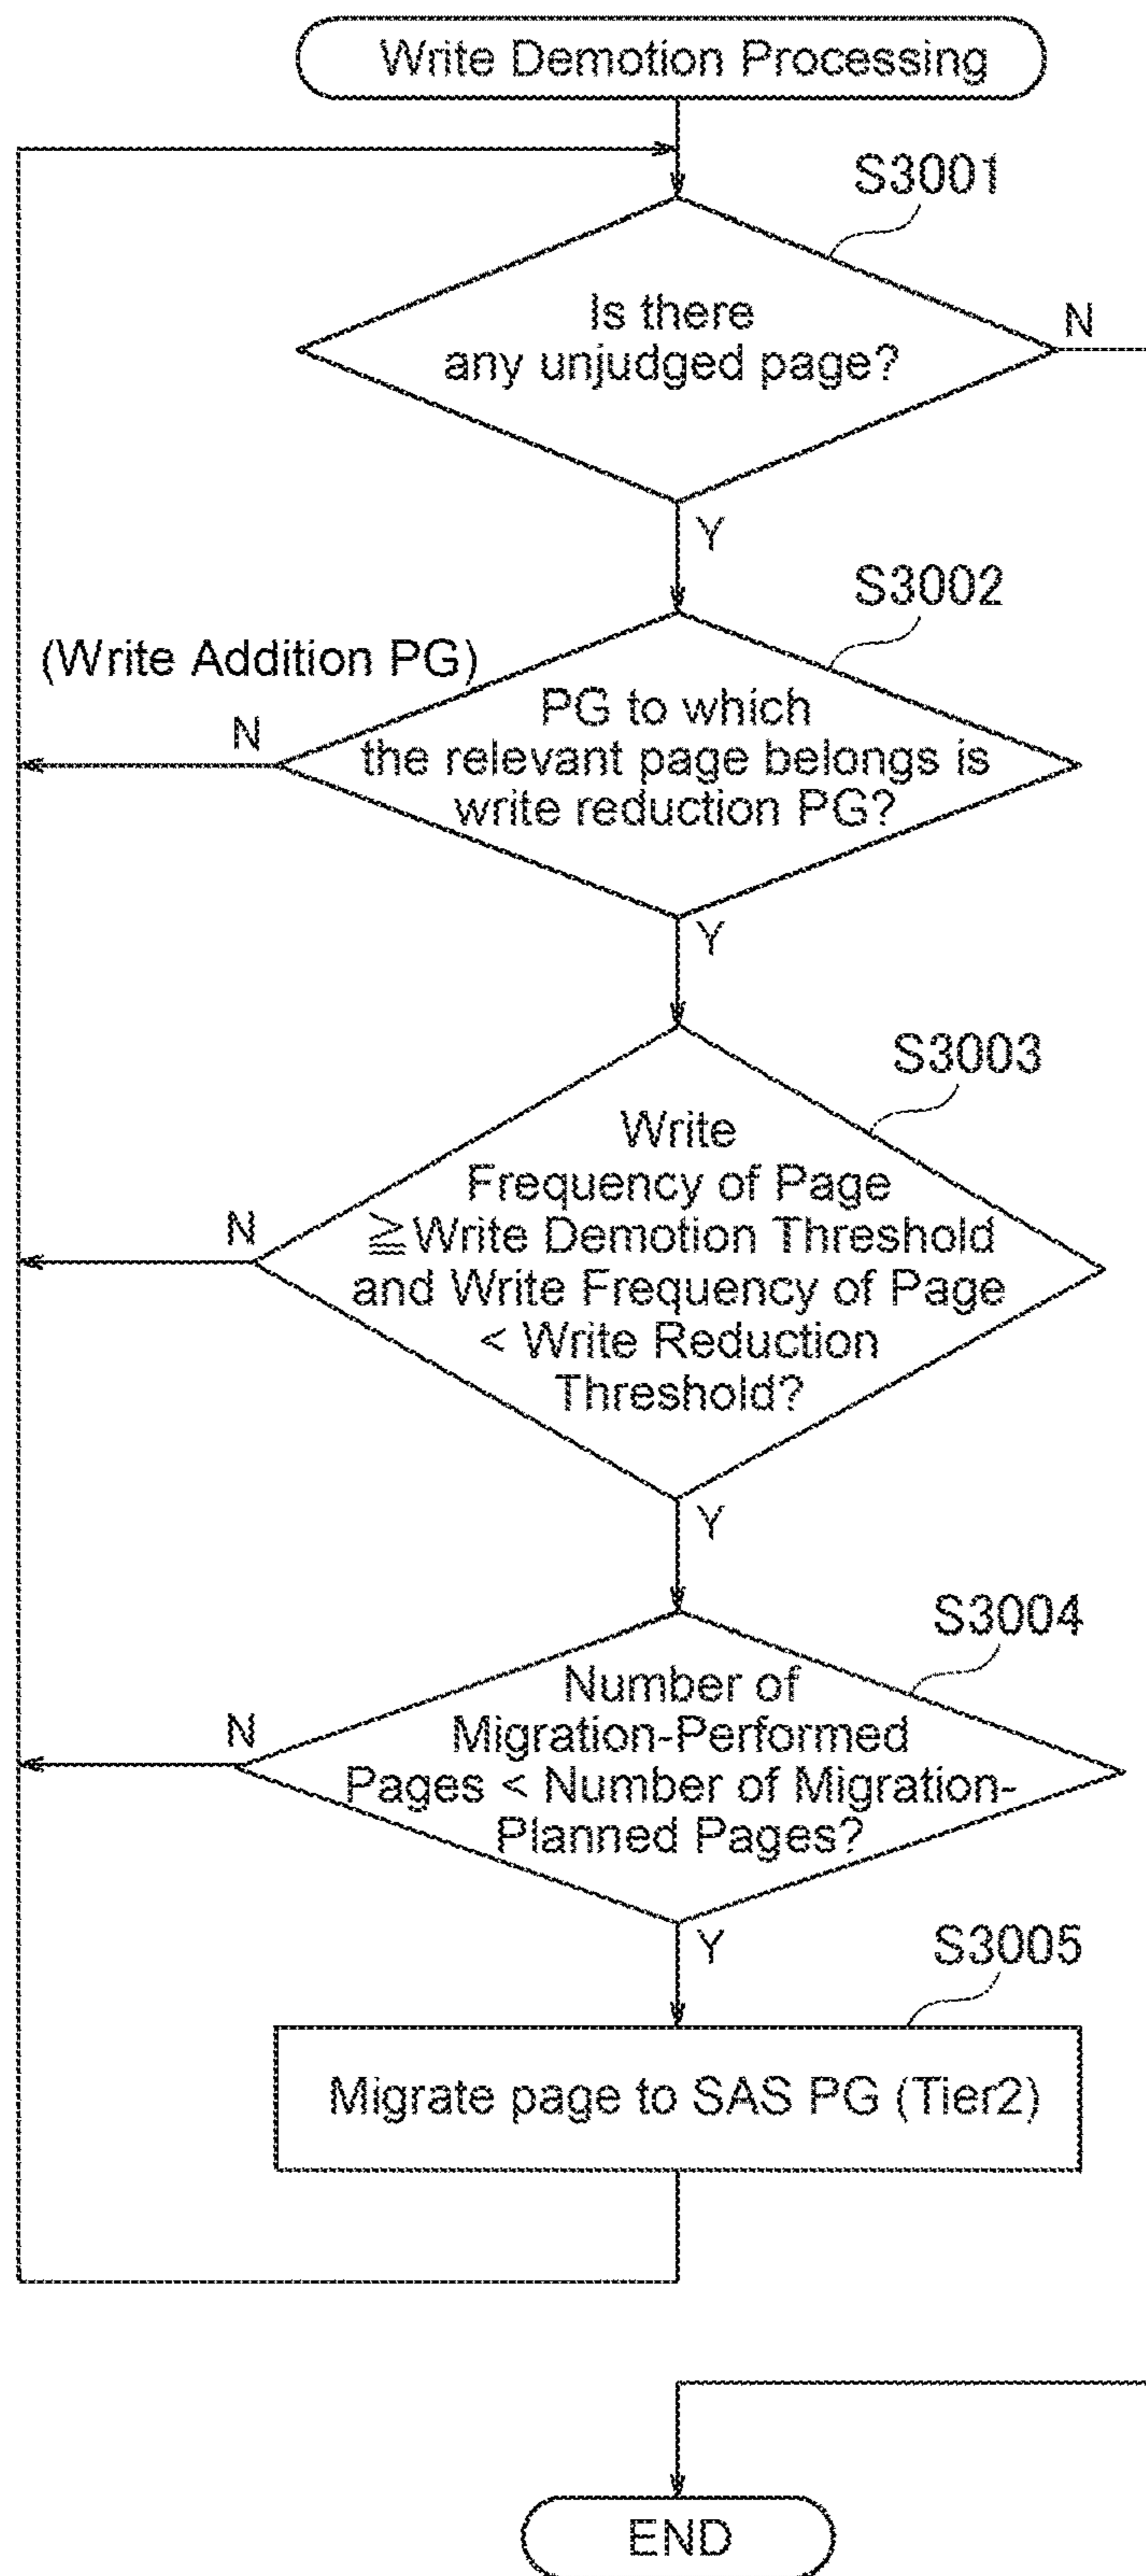 Write Demotion Processing
S3001
Is there
any unjudged page?
N
Y
S3002
(Write Addition PG)
N
PG to which
the relevant page belongs is
write reduction PG?
Y
S3003
Write
Frequency of Page
≧Write Demotion Threshold
and Write Frequency of Page
< Write Reduction
Threshold?
N
Y
S3004
Number of
Migration-Performed
Pages < Number of Migration-
Planned Pages?
N
Y
S3005
Migrate page to SAS PG (Tier2)
END